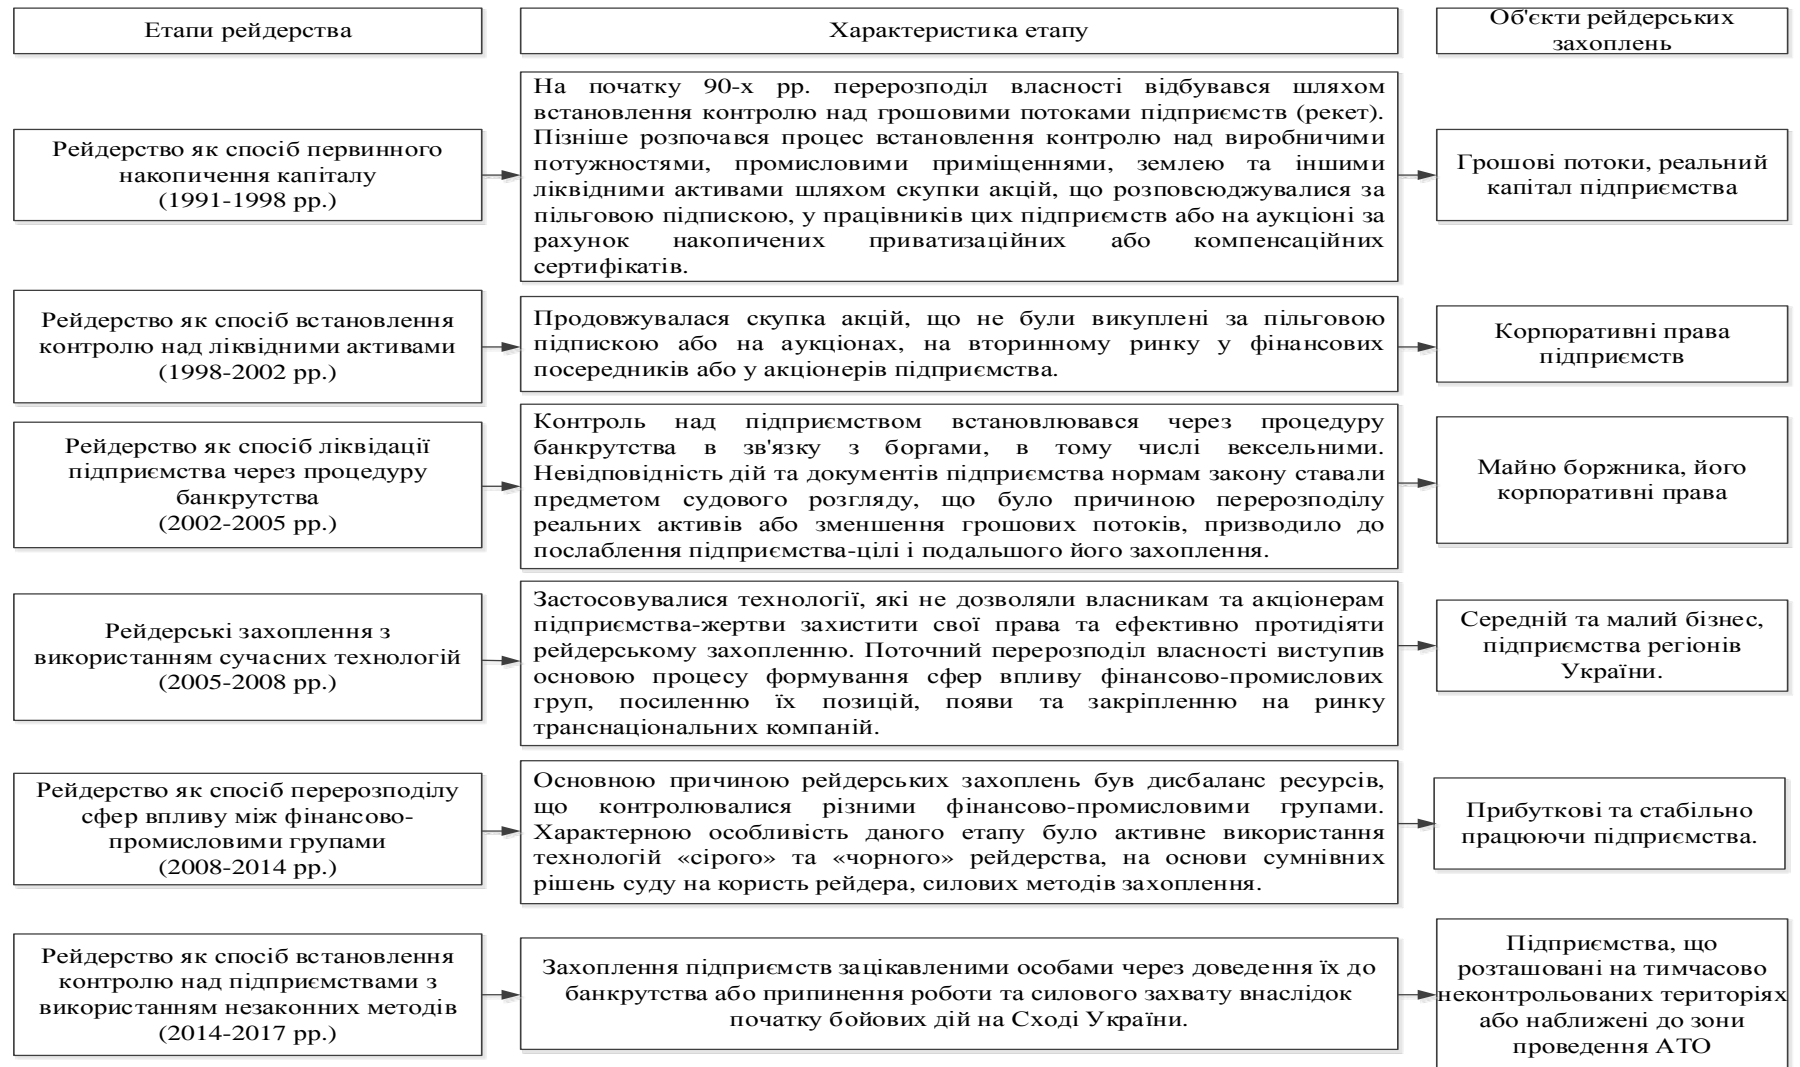 Етапи рейдерства
Характеристика етапу
Об'єкти рейдерських
захоплень
Рейдерство як спосіб первинного
накопичення капіталу
(1991-1998 рр.)
На початку 90-х рр. перерозподіл власності відбувався шляхом
встановлення контролю над грошовими потоками підприємств (рекет).
Пізніше розпочався процес встановлення контролю над виробничими
потужностями, промисловими приміщеннями, землею та іншими
ліквідними активами шляхом скупки акцій, що розповсюджувалися за
пільговою підпискою, у працівників цих підприємств або на аукціоні за
рахунок накопичених приватизаційних або компенсаційних
сертифікатів.
Грошові потоки, реальний
капітал підприємства
Рейдерство як спосіб встановлення
контролю над ліквідними активами
(1998-2002 рр.)
Продовжувалася скупка акцій, що не були викуплені за пільговою
підпискою або на аукціонах, на вторинному ринку у фінансових
посередників або у акціонерів підприємства.
Корпоративні права
підприємств
Рейдерство як спосіб ліквідації
підприємства через процедуру
банкрутства
(2002-2005 рр.)
Контроль над підприємством встановлювався через процедуру
банкрутства в зв'язку з боргами, в тому числі вексельними.
Невідповідність дій та документів підприємства нормам закону ставали
предметом судового розгляду, що було причиною перерозподілу
реальних активів або зменшення грошових потоків, призводило до
послаблення підприємства-цілі і подальшого його захоплення.
Майно боржника, його
корпоративні права
Рейдерські захоплення з
використанням сучасних технологій
(2005-2008 рр.)
Застосовувалися технології, які не дозволяли власникам та акціонерам
підприємства-жертви захистити свої права та ефективно протидіяти
рейдерському захопленню. Поточний перерозподіл власності виступив
основою процесу формування сфер впливу фінансово-промислових
груп, посиленню їх позицій, появи та закріпленню на ринку
транснаціональних компаній.
Середній та малий бізнес,
підприємства регіонів
України.
Рейдерство як спосіб перерозподілу
сфер впливу між фінансово-
промисловими групами
(2008-2014 рр.)
Основною причиною рейдерських захоплень був дисбаланс ресурсів,
що контролювалися різними фінансово-промисловими групами.
Характерною особливість даного етапу було активне використання
технологій «сірого» та «чорного» рейдерства, на основи сумнівних
рішень суду на користь рейдера, силових методів захоплення.
Прибуткові та стабільно
працюючи підприємства.
Рейдерство як спосіб встановлення
контролю над підприємствами з
використанням незаконних методів
(2014-2017 рр.)
Захоплення підприємств зацікавленими особами через доведення їх до
банкрутства або припинення роботи та силового захвату внаслідок
початку бойових дій на Сході України.
Підприємства, що
розташовані на тимчасово
неконтрольованих територіях
або наближені до зони
проведення АТО